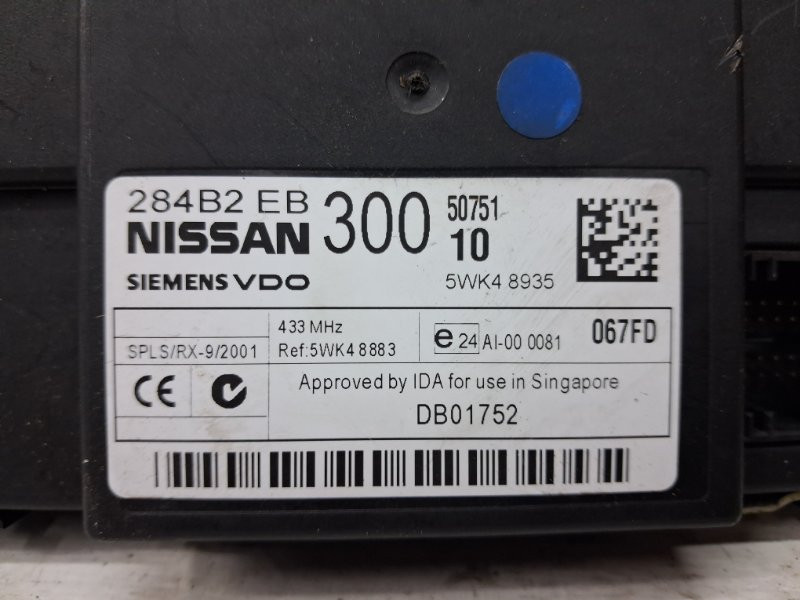 284B2 EB 300 50751
NISSAN 10
SIEMENS VDO 5WK4 8935
433 MHz
SPLS/RX-9/2001 Ref:5WK4 8883 e 24 AI-00 0081 067FD
CE Approved by IDA for use in Singapore
DB01752